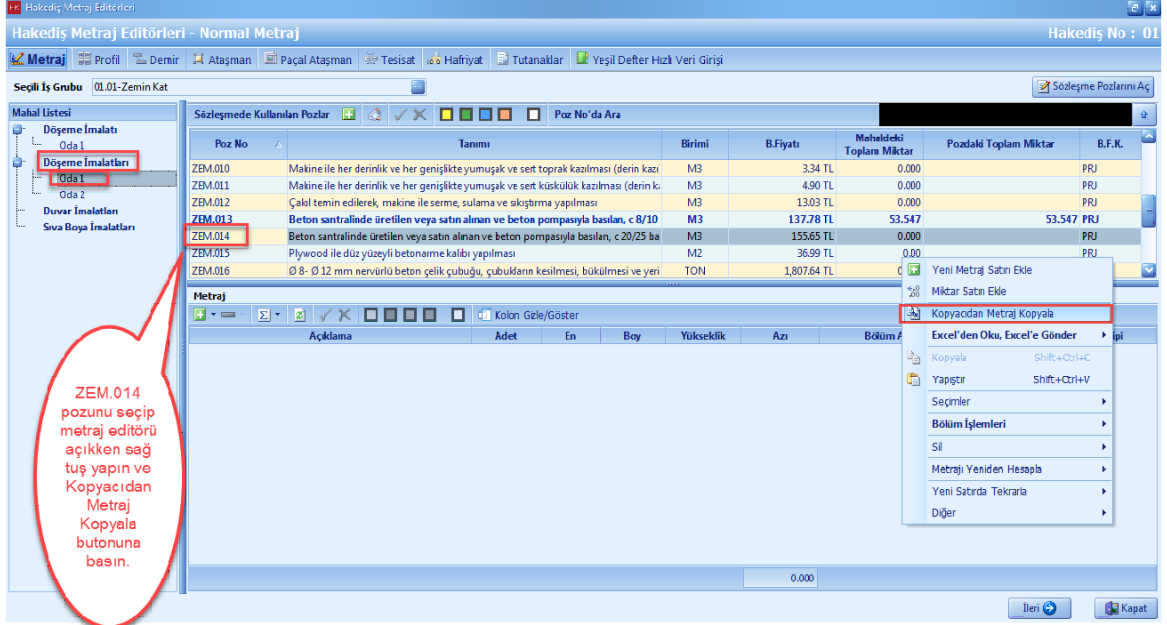 Hakediş Metraj Editörleri
Hakediş Metraj Editörleri - Normal Metraj Hakediş No : 01
Metraj Profil Demir Ataşman Paçal Ataşman Tesisat Hafriyat Tutanaklar Yeşil Defter Hızlı Veri Girişi
Seçili İş Grubu 01.01-Zemin Kat Sözleşme Pozlarını Aç
Mahal Listesi
Döşeme İmalatı
Oda 1
Döşeme İmalatları
Oda 1
Oda 2
Duvar İmalatları
Sıva Boya İmalatları
Sözleşmede Kullanılan Pozlar Poz No'da Ara
Poz No Tanımı Birimi B.Fiyatı Mahaldeki Toplam Miktar Pozdaki Toplam Miktar B.F.K.
ZEM.010 Makine ile her derinlik ve her genişlikte yumuşak ve sert toprak kazılması (derin kazı M3 3.34 TL 0.000 PRJ
ZEM.011 Makine ile her derinlik ve her genişlikte yumuşak ve sert küskülük kazılması (derin ka M3 4.90 TL 0.000 PRJ
ZEM.012 Çakıl temin edilerek, makine ile serme, sulama ve sıkıştırma yapılması M3 13.03 TL 0.000 PRJ
ZEM.013 Beton santralinde üretilen veya satın alınan ve beton pompasıyla basılan, c 8/10 M3 137.78 TL 53.547 53.547 PRJ
ZEM.014 Beton santralinde üretilen veya satın alınan ve beton pompasıyla basılan, c 20/25 ba M3 155.65 TL 0.000 PRJ
ZEM.015 Plywood ile düz yüzeyli betonarme kalıbı yapılması M2 36.99 TL 0.00 PRJ
ZEM.016 Ø 8- Ø 12 mm nervürlü beton çelik çubuğu, çubukların kesilmesi, bükülmesi ve yeri TON 1,807.64 TL
Metraj
Kolon Gizle/Göster
Açıklama Adet En Boy Yükseklik Azı Bölüm A ipi
Yeni Metraj Satırı Ekle
Miktar Satırı Ekle
Kopyacıdan Metraj Kopyala
Excel'den Oku, Excel'e Gönder
Kopyala Shift+Ctrl+C
Yapıştır Shift+Ctrl+V
Seçimler
Bölüm İşlemleri
Sil
Metrajı Yeniden Hesapla
Yeni Satırda Tekrarla
Diğer
ZEM.014
pozunu seçip
metraj editörü
açıkken sağ
tuş yapın ve
Kopyacıdan
Metraj
Kopyala
butonuna
basın.
0.000
İleri Kapat